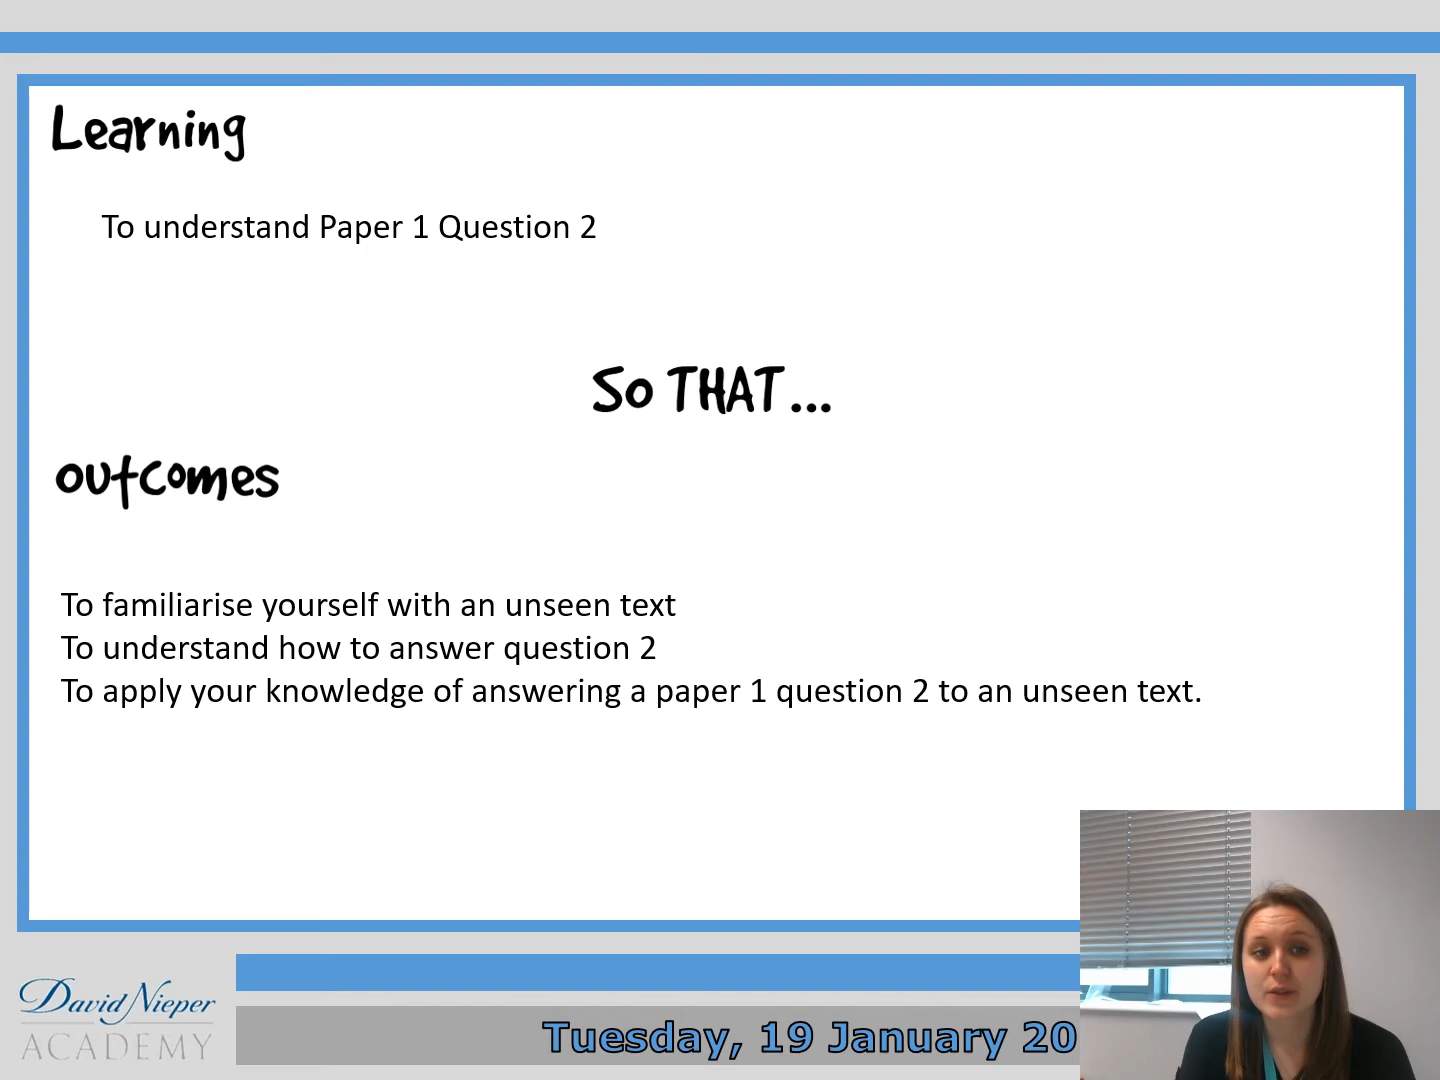 Learning
To understand Paper 1 Question 2
So THAT...
outcomes
To familiarise yourself with an unseen text
To understand how to answer question 2
To apply your knowledge of answering a paper 1 question 2 to an unseen text.
David Nieper
ACADEMY
Tuesday, 19 January 20